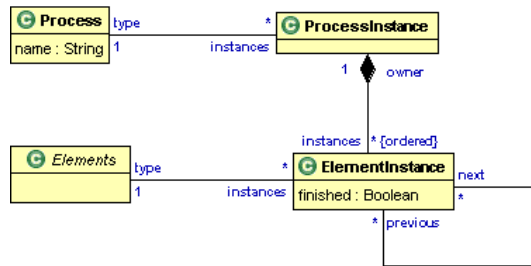 C Process
name : String
type
*
1
instances
C ProcessInstance
1
owner
instances
* {ordered}
C Elements
type
*
1
instances
C ElementInstance
finished : Boolean
next
*
* previous